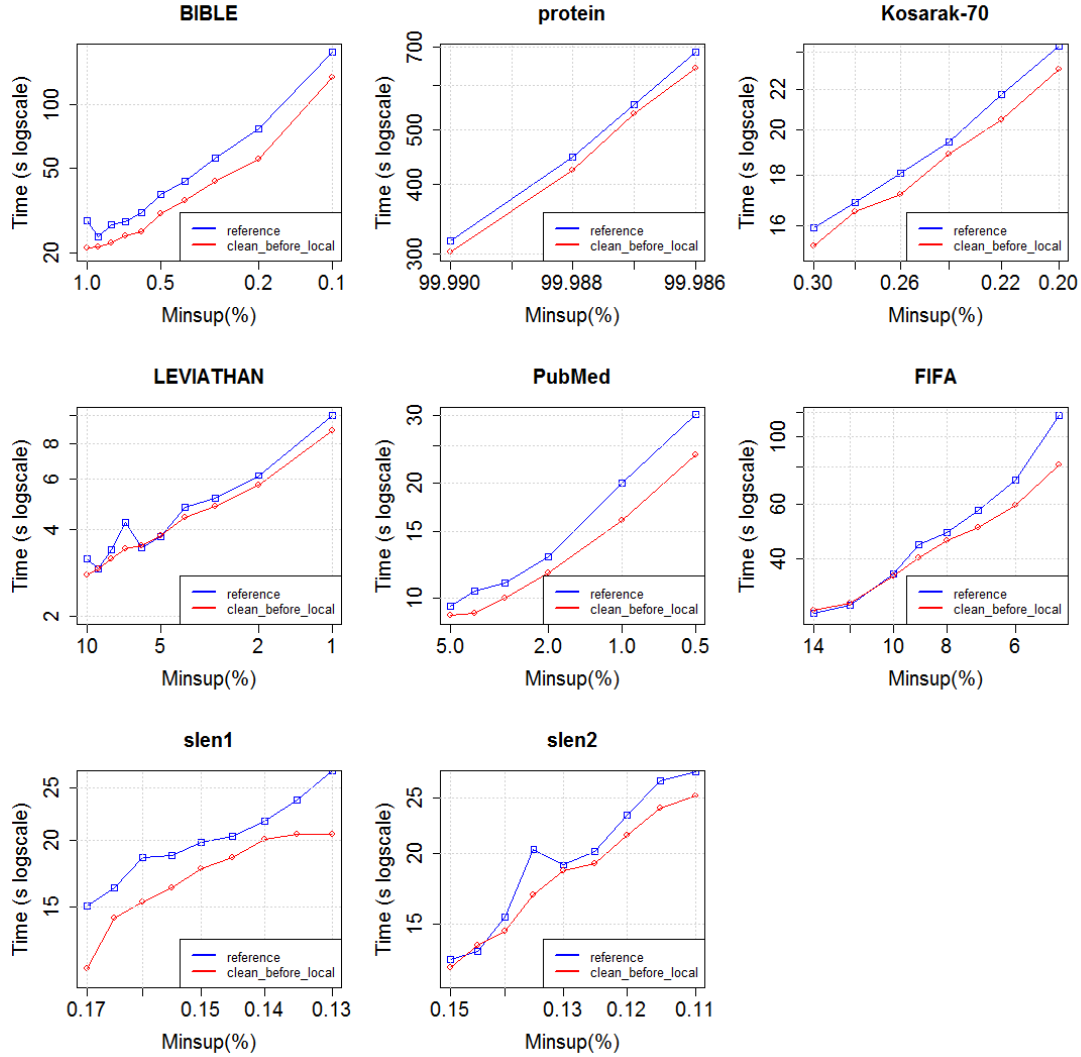 BIBLE
Time (s logscale)
100
50
20
reference
clean_before_local
1.0 0.5 0.2 0.1
Minsup(%)
protein
Time (s logscale)
700
500
400
300
reference
clean_before_local
99.990 99.988 99.986
Minsup(%)
Kosarak-70
Time (s logscale)
22
20
18
16
reference
clean_before_local
0.30 0.26 0.22 0.20
Minsup(%)
LEVIATHAN
Time (s logscale)
8
6
4
2
reference
clean_before_local
10 5 2 1
Minsup(%)
PubMed
Time (s logscale)
30
20
15
10
reference
clean_before_local
5.0 2.0 1.0 0.5
Minsup(%)
FIFA
Time (s logscale)
100
60
40
reference
clean_before_local
14 10 8 6
Minsup(%)
slen1
Time (s logscale)
25
20
15
reference
clean_before_local
0.17 0.15 0.14 0.13
Minsup(%)
slen2
Time (s logscale)
25
20
15
reference
clean_before_local
0.15 0.13 0.12 0.11
Minsup(%)